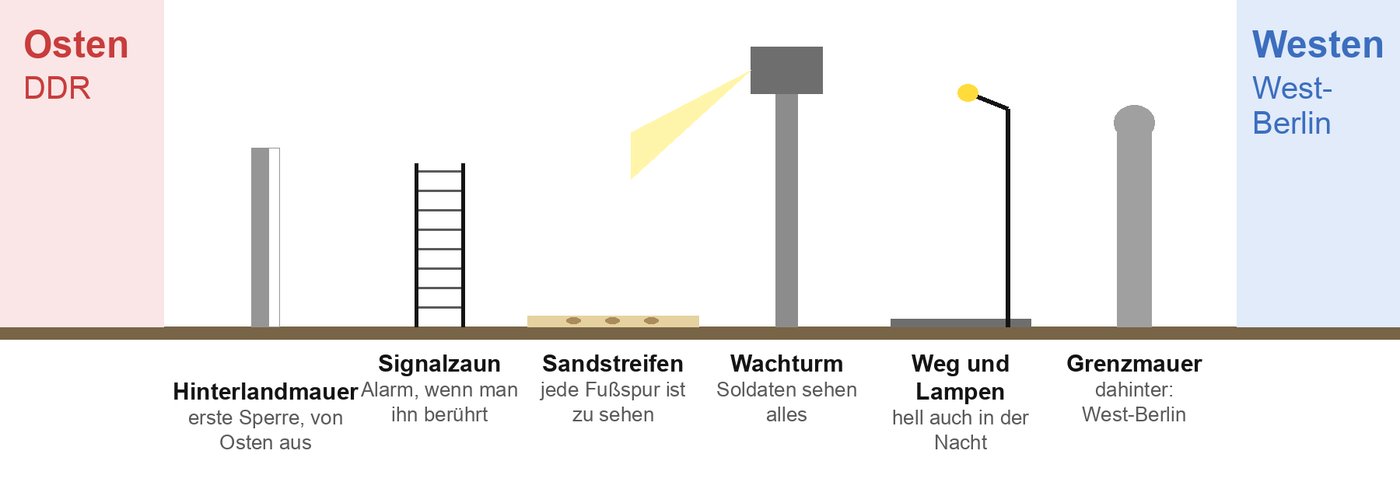 Osten
DDR
Westen
West-
Berlin
Hinterlandmauer
erste Sperre, von
Osten aus
Signalzaun
Alarm, wenn man
ihn berührt
Sandstreifen
jede Fußspur ist
zu sehen
Wachturm
Soldaten sehen
alles
Weg und
Lampen
hell auch in der
Nacht
Grenzmauer
dahinter:
West-Berlin